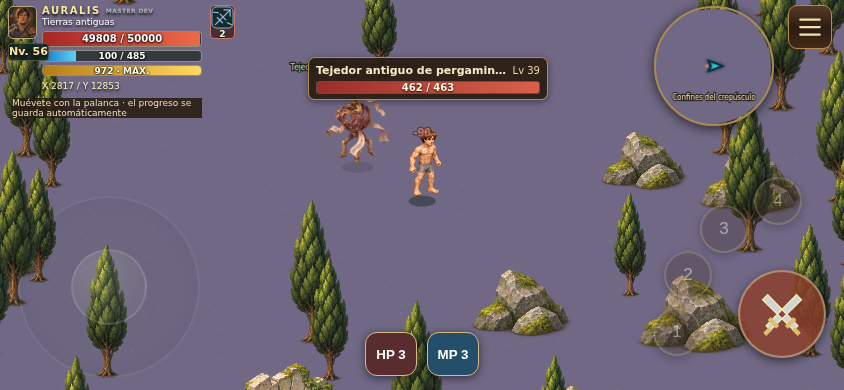 AURALIS MASTER DEV
Tierras antiguas
49808 / 50000
Nv. 56
100 / 485
972 · MÁX.
X 2817 / Y 12853
Muévete con la palanca · el progreso se
guarda automáticamente
2
Tejedor antiguo de pergamin... Lv 39
462 / 463
Confines del crepúsculo
4
3
2
1
HP 3
MP 3